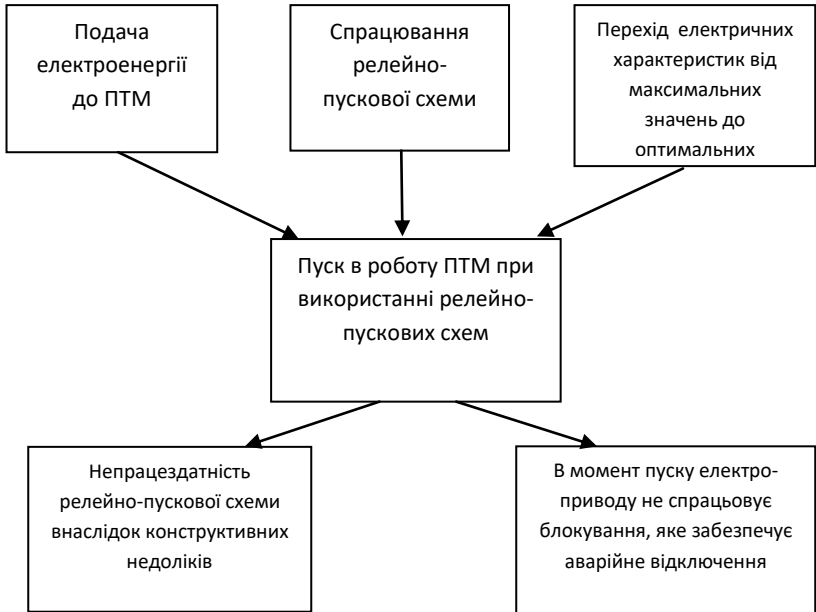 Подача
електроенергії
до ПТМ
Спрацювання
релейно-
пускової схеми
Перехід електричних
характеристик від
максимальних
значень до
оптимальних
Пуск в роботу ПТМ при
використанні релейно-
пускових схем
Непрацездатність
релейно-пускової схеми
внаслідок конструктивних
недоліків
В момент пуску електро-
приводу не спрацьовує
блокування, яке забезпечує
аварійне відключення